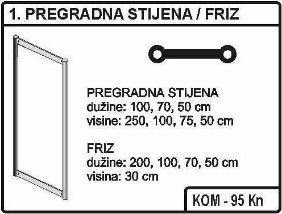 1. PREGRADNA STIJENA / FRIZ
PREGRADNA STIJENA
dužine: 100, 70, 50 cm
visine: 250, 100, 75, 50 cm
FRIZ
dužine: 200, 100, 70, 50 cm
visina: 30 cm
KOM - 95 Kn